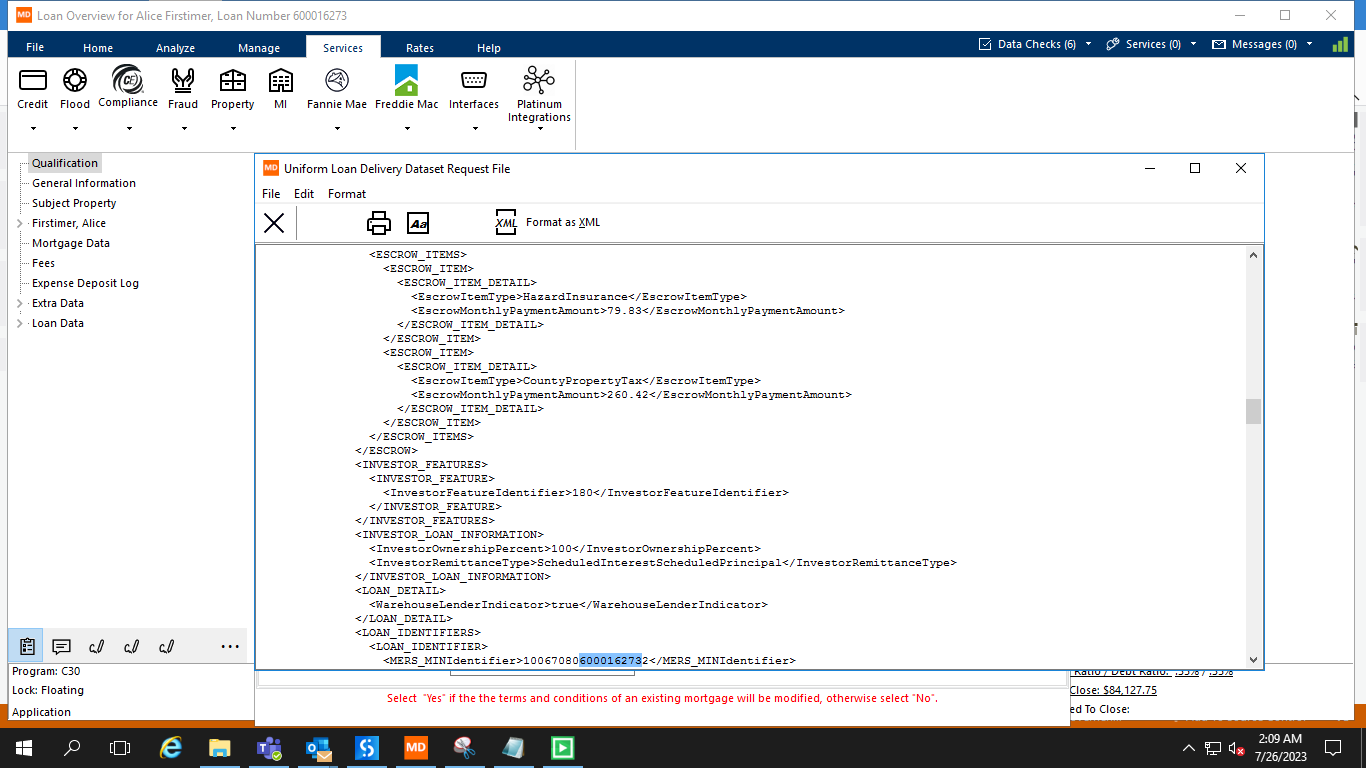 MD Loan Overview for Alice Firstimer, Loan Number 600016273
File Home Analyze Manage Services Rates Help Data Checks (6) Services (0) Messages (0)
Credit Flood Compliance Fraud Property MI Fannie Mae Freddie Mac Interfaces Platinum Integrations
Qualification
General Information
Subject Property
Firstimer, Alice
Mortgage Data
Fees
Expense Deposit Log
Extra Data
Loan Data
MD Uniform Loan Delivery Dataset Request File
File Edit Format
Aa XML Format as XML
<ESCROW_ITEMS>
<ESCROW_ITEM>
<ESCROW_ITEM_DETAIL>
<EscrowItemType>HazardInsurance</EscrowItemType>
<EscrowMonthlyPaymentAmount>79.83</EscrowMonthlyPaymentAmount>
</ESCROW_ITEM_DETAIL>
</ESCROW_ITEM>
<ESCROW_ITEM>
<ESCROW_ITEM_DETAIL>
<EscrowItemType>CountyPropertyTax</EscrowItemType>
<EscrowMonthlyPaymentAmount>260.42</EscrowMonthlyPaymentAmount>
</ESCROW_ITEM_DETAIL>
</ESCROW_ITEM>
</ESCROW_ITEMS>
</ESCROW>
<INVESTOR_FEATURES>
<INVESTOR_FEATURE>
<InvestorFeatureIdentifier>180</InvestorFeatureIdentifier>
</INVESTOR_FEATURE>
</INVESTOR_FEATURES>
<INVESTOR_LOAN_INFORMATION>
<InvestorOwnershipPercent>100</InvestorOwnershipPercent>
<InvestorRemittanceType>ScheduledInterestScheduledPrincipal</InvestorRemittanceType>
</INVESTOR_LOAN_INFORMATION>
<LOAN_DETAIL>
<WarehouseLenderIndicator>true</WarehouseLenderIndicator>
</LOAN_DETAIL>
<LOAN_IDENTIFIERS>
<LOAN_IDENTIFIER>
<MERS_MINIdentifier>100670806000162732</MERS_MINIdentifier>
Program: C30
Lock: Floating
Application
Select "Yes" if the the terms and conditions of an existing mortgage will be modified, otherwise select "No".
Ratio / Debt Ratio: .55% / .55%
Close: $84,127.75
ed To Close:
MD
2:09 AM
7/26/2023